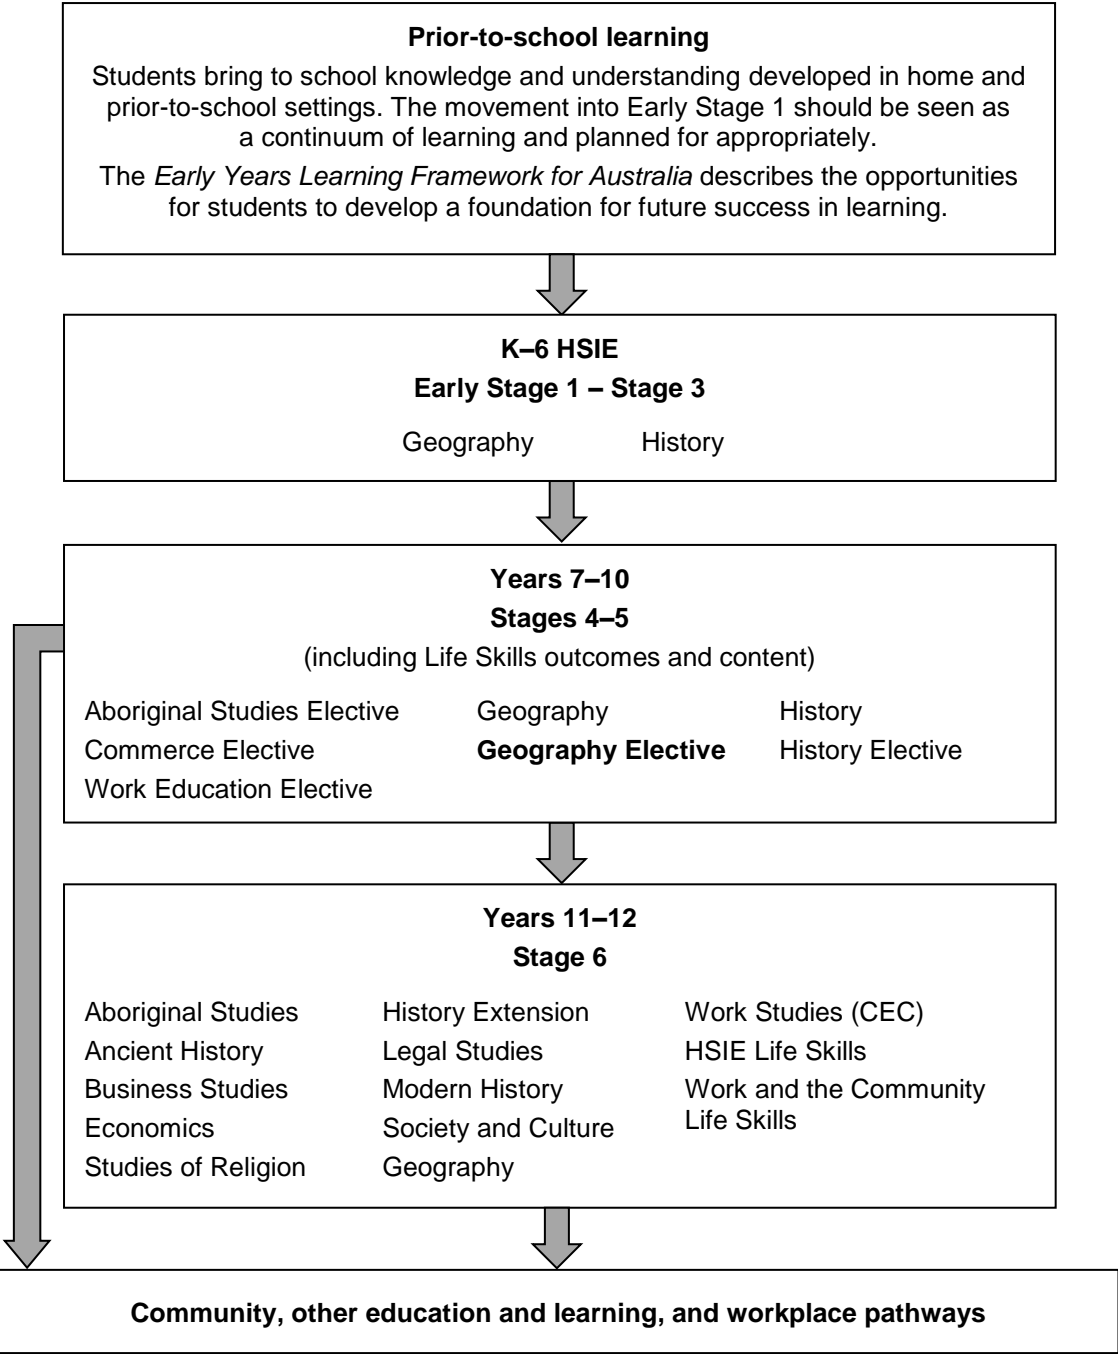 Prior-to-school learning
Students bring to school knowledge and understanding developed in home and
prior-to-school settings. The movement into Early Stage 1 should be seen as
a continuum of learning and planned for appropriately.
The Early Years Learning Framework for Australia describes the opportunities
for students to develop a foundation for future success in learning.
K–6 HSIE
Early Stage 1 – Stage 3
Geography History
Years 7–10
Stages 4–5
(including Life Skills outcomes and content)
Aboriginal Studies Elective
Commerce Elective
Work Education Elective
Geography
Geography Elective
History
History Elective
Years 11–12
Stage 6
Aboriginal Studies
Ancient History
Business Studies
Economics
Studies of Religion
History Extension
Legal Studies
Modern History
Society and Culture
Geography
Work Studies (CEC)
HSIE Life Skills
Work and the Community
Life Skills
Community, other education and learning, and workplace pathways